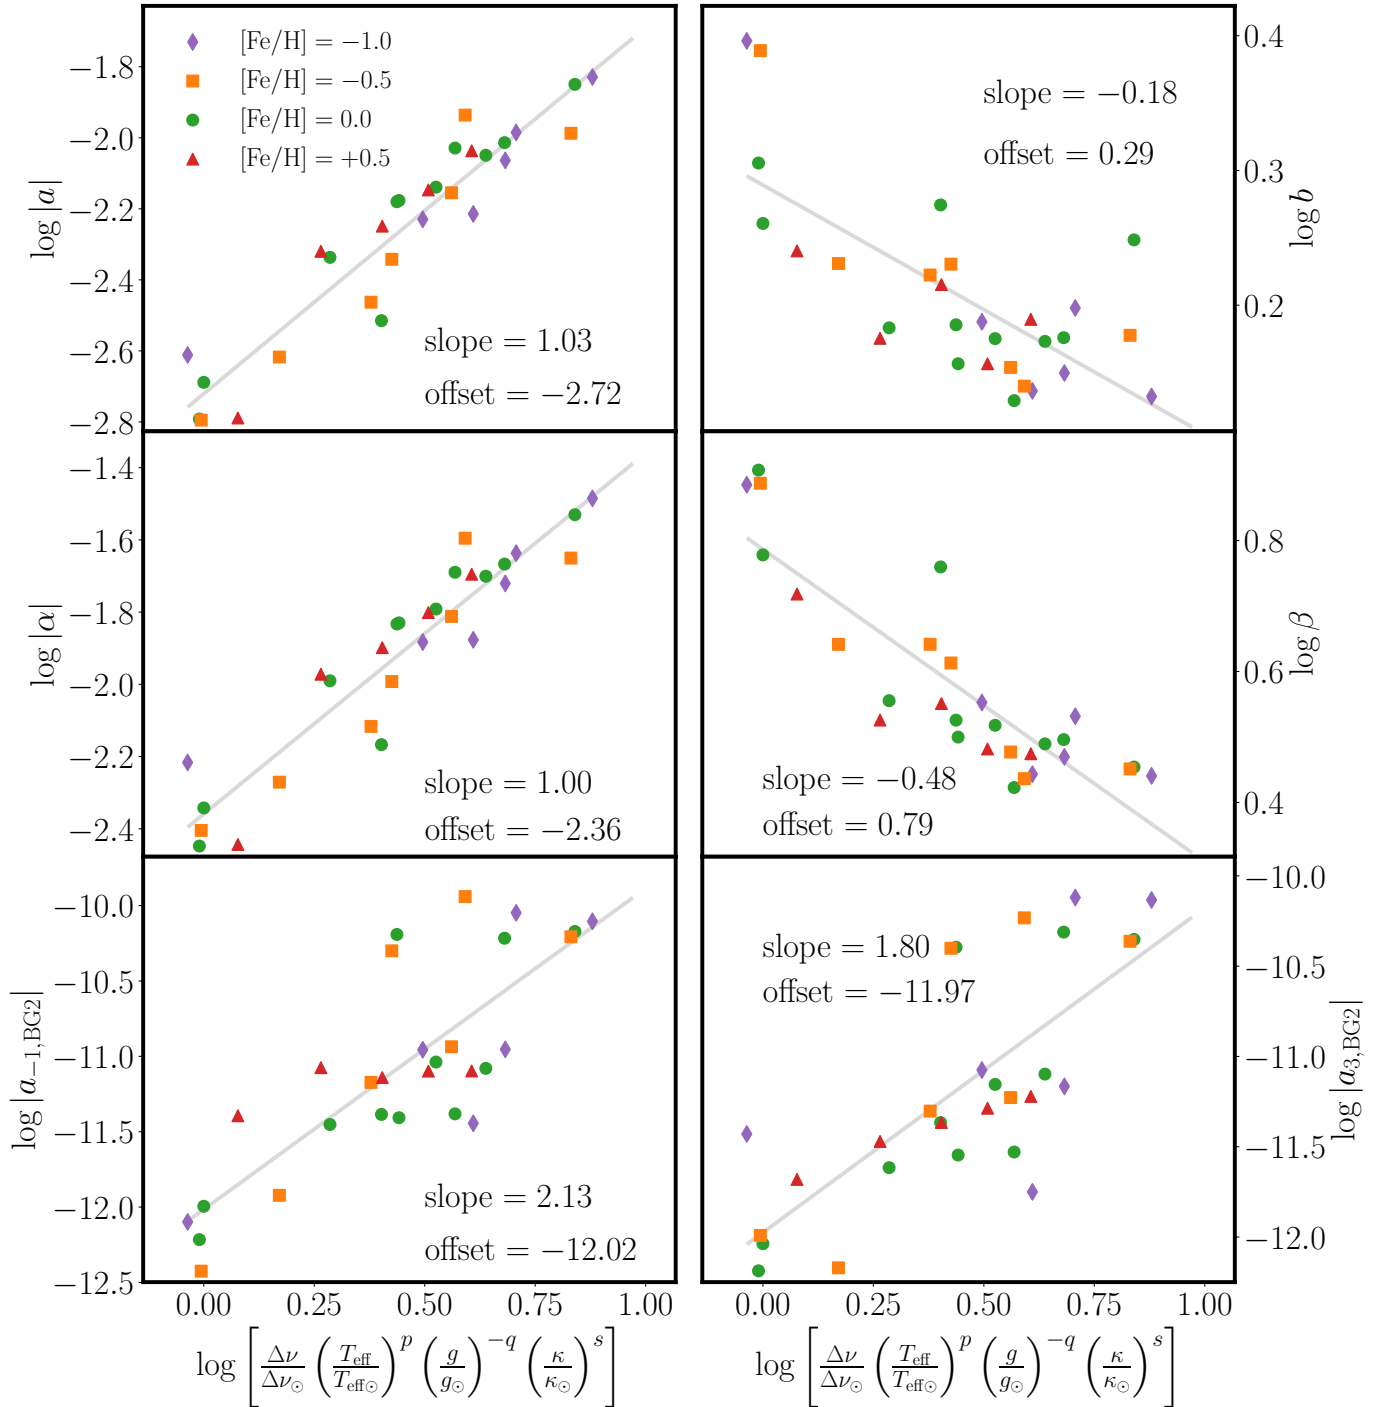 [Fe/H] = −1.0
[Fe/H] = −0.5
[Fe/H] = 0.0
[Fe/H] = +0.5
log |a|
−1.8
−2.0
−2.2
−2.4
−2.6
−2.8
slope = 1.03
offset = −2.72
slope = −0.18
offset = 0.29
0.4
0.3
0.2
log b
log |α|
−1.4
−1.6
−1.8
−2.0
−2.2
−2.4
slope = 1.00
offset = −2.36
slope = −0.48
offset = 0.79
0.8
0.6
0.4
log β
log |a₋₁,BG2|
−10.0
−10.5
−11.0
−11.5
−12.0
−12.5
slope = 2.13
offset = −12.02
slope = 1.80
offset = −11.97
−10.0
−10.5
−11.0
−11.5
−12.0
log |a₃,BG2|
0.00 0.25 0.50 0.75 1.00
0.00 0.25 0.50 0.75 1.00
log [Δν/Δν⊙ (T_eff/T_eff⊙)^p (g/g⊙)^−q (κ/κ⊙)^s]
log [Δν/Δν⊙ (T_eff/T_eff⊙)^p (g/g⊙)^−q (κ/κ⊙)^s]